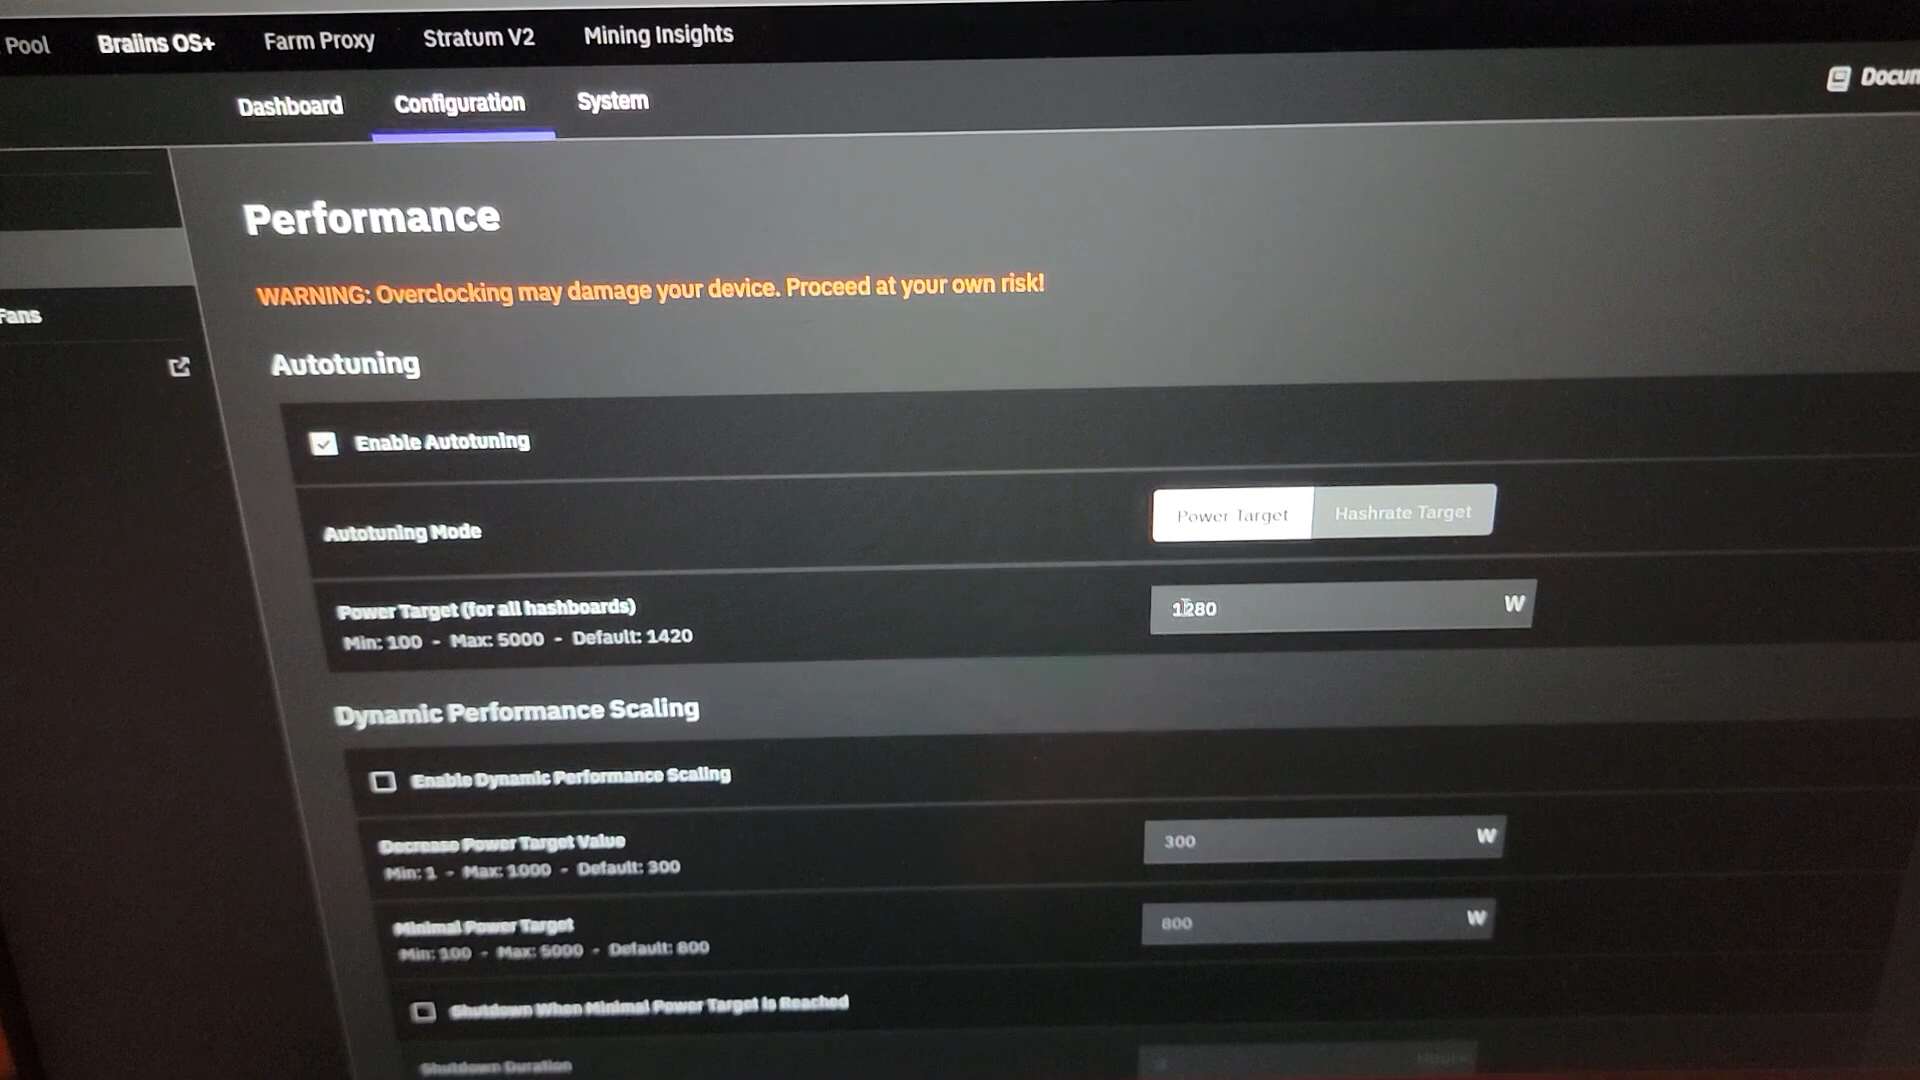 Pool Braiins OS+ Farm Proxy Stratum V2 Mining Insights
Dashboard Configuration System
Docum
Performance
WARNING: Overclocking may damage your device. Proceed at your own risk!
Fans
Autotuning
Enable Autotuning
Autotuning Mode Power Target Hashrate Target
Power Target (for all hashboards) 1280 W
Min: 100 - Max: 5000 - Default: 1420
Dynamic Performance Scaling
Enable Dynamic Performance Scaling
Decrease Power Target Value 300 W
Min: 1 - Max: 1000 - Default: 300
Minimal Power Target 800 W
Min: 100 - Max: 5000 - Default: 800
Shutdown When Minimal Power Target Is Reached
Shutdown Duration